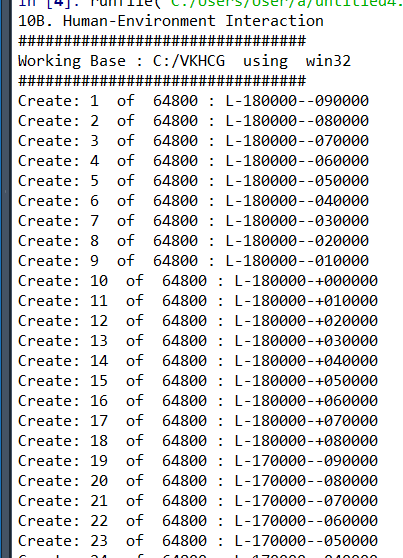 In [4]: runfile('C:/Users/User/a/untitled4.
10B. Human-Environment Interaction
################################
Working Base : C:/VKHCG  using  win32
################################
Create: 1  of  64800 : L-180000--090000
Create: 2  of  64800 : L-180000--080000
Create: 3  of  64800 : L-180000--070000
Create: 4  of  64800 : L-180000--060000
Create: 5  of  64800 : L-180000--050000
Create: 6  of  64800 : L-180000--040000
Create: 7  of  64800 : L-180000--030000
Create: 8  of  64800 : L-180000--020000
Create: 9  of  64800 : L-180000--010000
Create: 10  of  64800 : L-180000-+000000
Create: 11  of  64800 : L-180000-+010000
Create: 12  of  64800 : L-180000-+020000
Create: 13  of  64800 : L-180000-+030000
Create: 14  of  64800 : L-180000-+040000
Create: 15  of  64800 : L-180000-+050000
Create: 16  of  64800 : L-180000-+060000
Create: 17  of  64800 : L-180000-+070000
Create: 18  of  64800 : L-180000-+080000
Create: 19  of  64800 : L-170000--090000
Create: 20  of  64800 : L-170000--080000
Create: 21  of  64800 : L-170000--070000
Create: 22  of  64800 : L-170000--060000
Create: 23  of  64800 : L-170000--050000